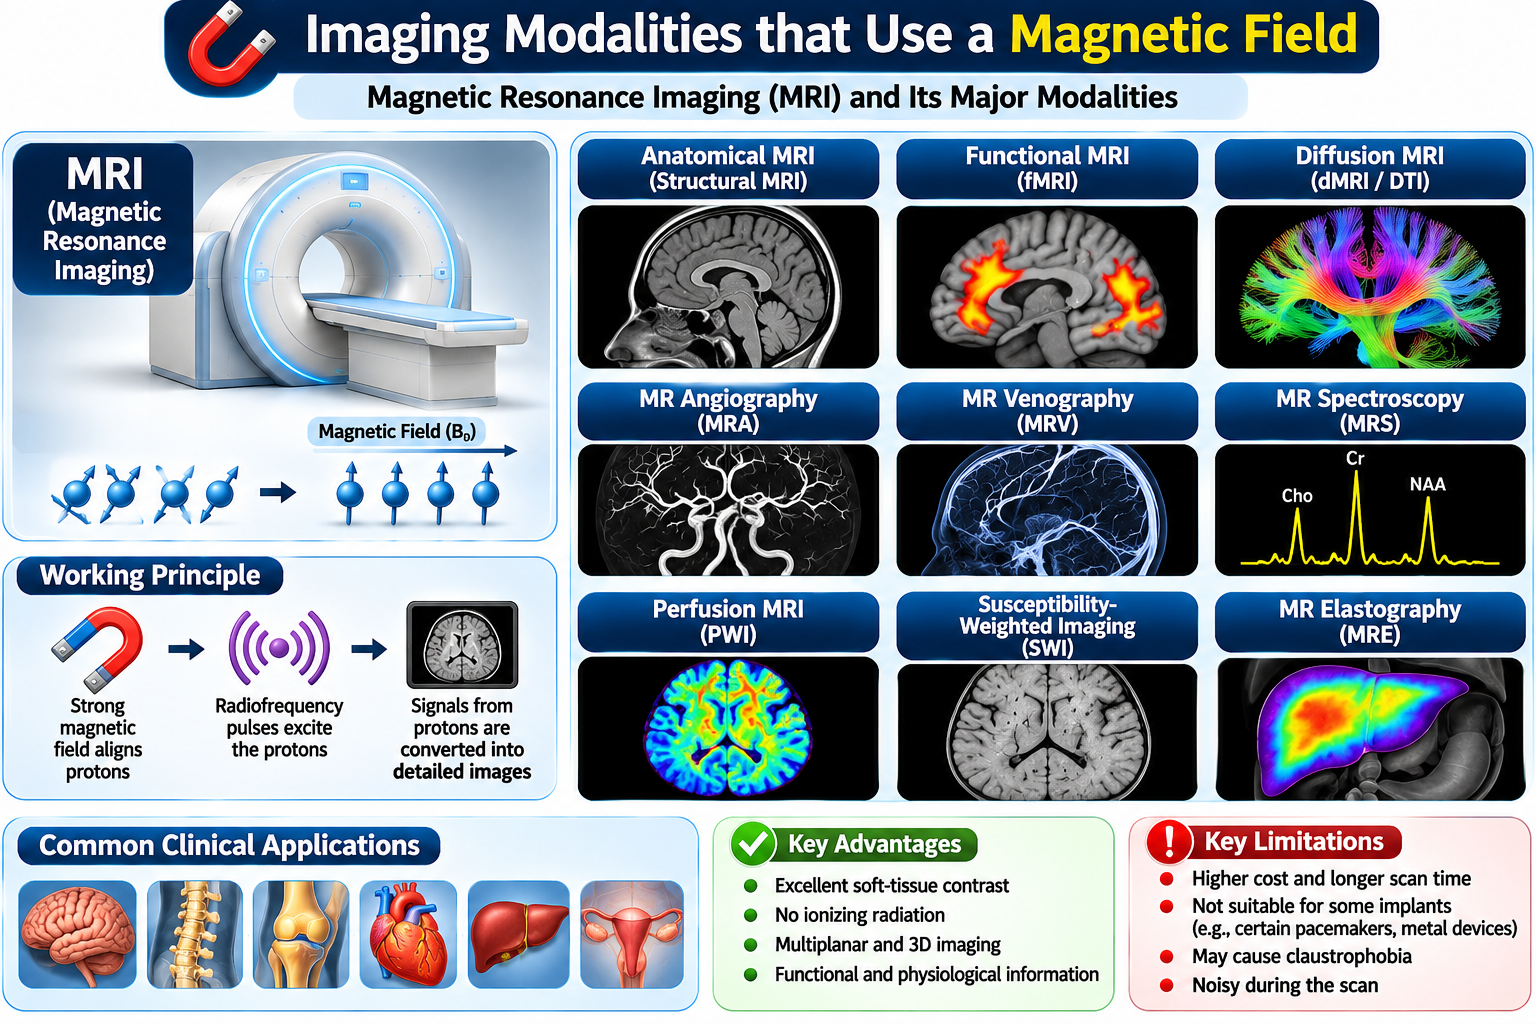 Imaging Modalities that Use a Magnetic Field
Magnetic Resonance Imaging (MRI) and Its Major Modalities
MRI
(Magnetic
Resonance
Imaging)
Magnetic Field (B₀)
Working Principle
Strong
magnetic
field aligns
protons
Radiofrequency
pulses excite
the protons
Signals from
protons are
converted into
detailed images
Anatomical MRI
(Structural MRI)
Functional MRI
(fMRI)
Diffusion MRI
(dMRI / DTI)
MR Angiography
(MRA)
MR Venography
(MRV)
MR Spectroscopy
(MRS)
Cho
Cr
NAA
Perfusion MRI
(PWI)
Susceptibility-
Weighted Imaging
(SWI)
MR Elastography
(MRE)
Common Clinical Applications
Key Advantages
Excellent soft-tissue contrast
No ionizing radiation
Multiplanar and 3D imaging
Functional and physiological information
Key Limitations
Higher cost and longer scan time
Not suitable for some implants
(e.g., certain pacemakers, metal devices)
May cause claustrophobia
Noisy during the scan